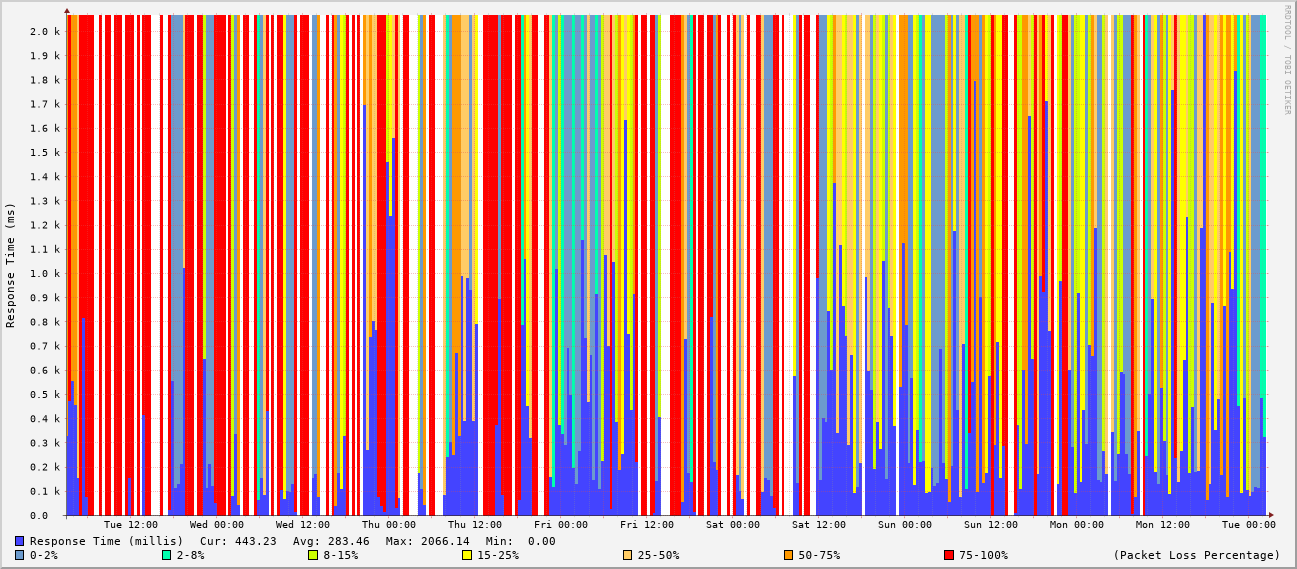 RRDTOOL / TOBI OETIKER
Response Time (ms)
2.0 k
1.9 k
1.8 k
1.7 k
1.6 k
1.5 k
1.4 k
1.3 k
1.2 k
1.1 k
1.0 k
0.9 k
0.8 k
0.7 k
0.6 k
0.5 k
0.4 k
0.3 k
0.2 k
0.1 k
0.0
Tue 12:00 Wed 00:00 Wed 12:00 Thu 00:00 Thu 12:00 Fri 00:00 Fri 12:00 Sat 00:00 Sat 12:00 Sun 00:00 Sun 12:00 Mon 00:00 Mon 12:00 Tue 00:00
Response Time (millis) Cur: 443.23 Avg: 283.46 Max: 2066.14 Min: 0.00
0-2% 2-8% 8-15% 15-25% 25-50% 50-75% 75-100% (Packet Loss Percentage)